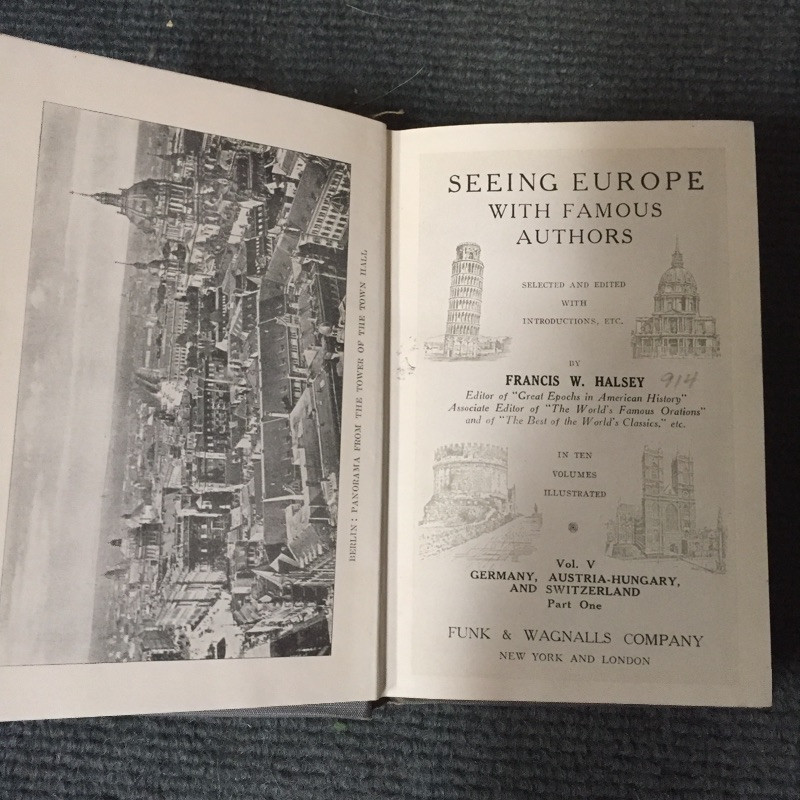 BERLIN: PANORAMA FROM THE TOWER OF THE TOWN HALL
SEEING EUROPE
WITH FAMOUS
AUTHORS
SELECTED AND EDITED
WITH
INTRODUCTIONS, ETC.
BY
FRANCIS W. HALSEY
914
Editor of "Great Epochs in American History"
Associate Editor of "The World's Famous Orations"
and of "The Best of the World's Classics," etc.
IN TEN
VOLUMES
ILLUSTRATED
Vol. V
GERMANY, AUSTRIA-HUNGARY,
AND SWITZERLAND
Part One
FUNK & WAGNALLS COMPANY
NEW YORK AND LONDON